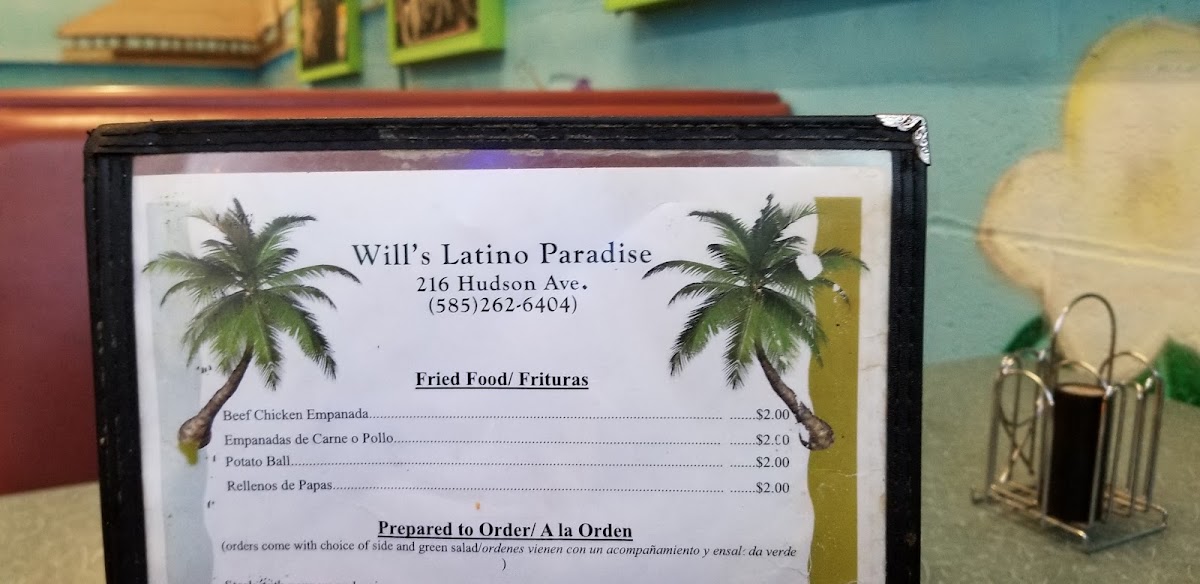 Will's Latino Paradise
216 Hudson Ave.
(585)262-6404)
Fried Food/ Frituras
Beef Chicken Empanada........................................ .......$2.00
Empanadas de Carne o Pollo........................................ .......$2.00
Potato Ball........................................ .......$2.00
Rellenos de Papas........................................ .......$2.00
Prepared to Order/ A la Orden
(orders come with choice of side and green salad/ordenes vienen con un acompañamiento y ensal: da verde
)